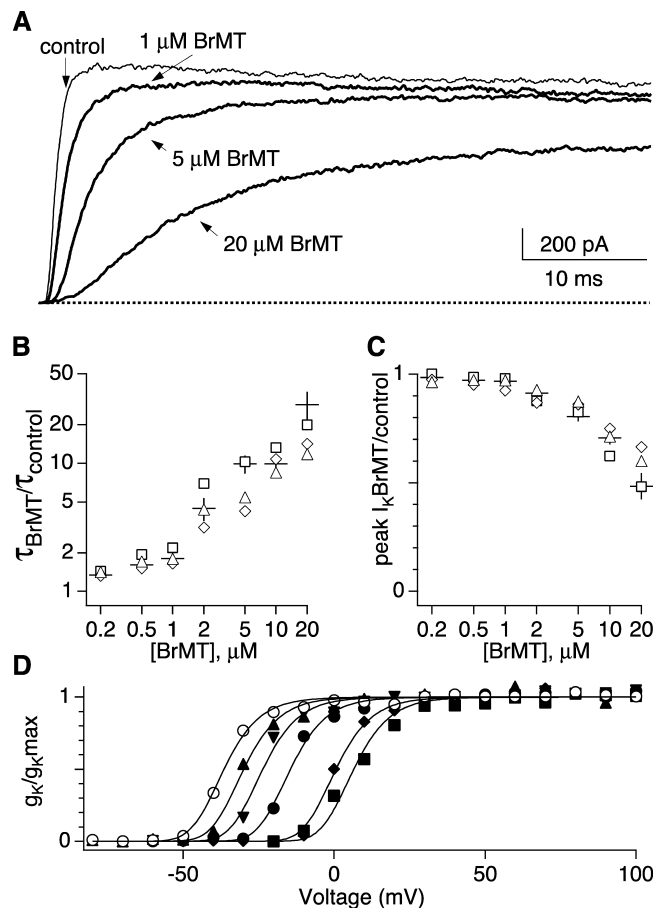 A
control
1 μM BrMT
5 μM BrMT
20 μM BrMT
200 pA
10 ms
B
τBrMT/τcontrol
50
20
10
5
2
1
0.2 0.5 1 2 5 10 20
[BrMT], μM
C
peak IKBrMT/control
1
0
0.2 0.5 1 2 5 10 20
[BrMT], μM
D
gK/gKmax
1
0
-50 0 50 100
Voltage (mV)